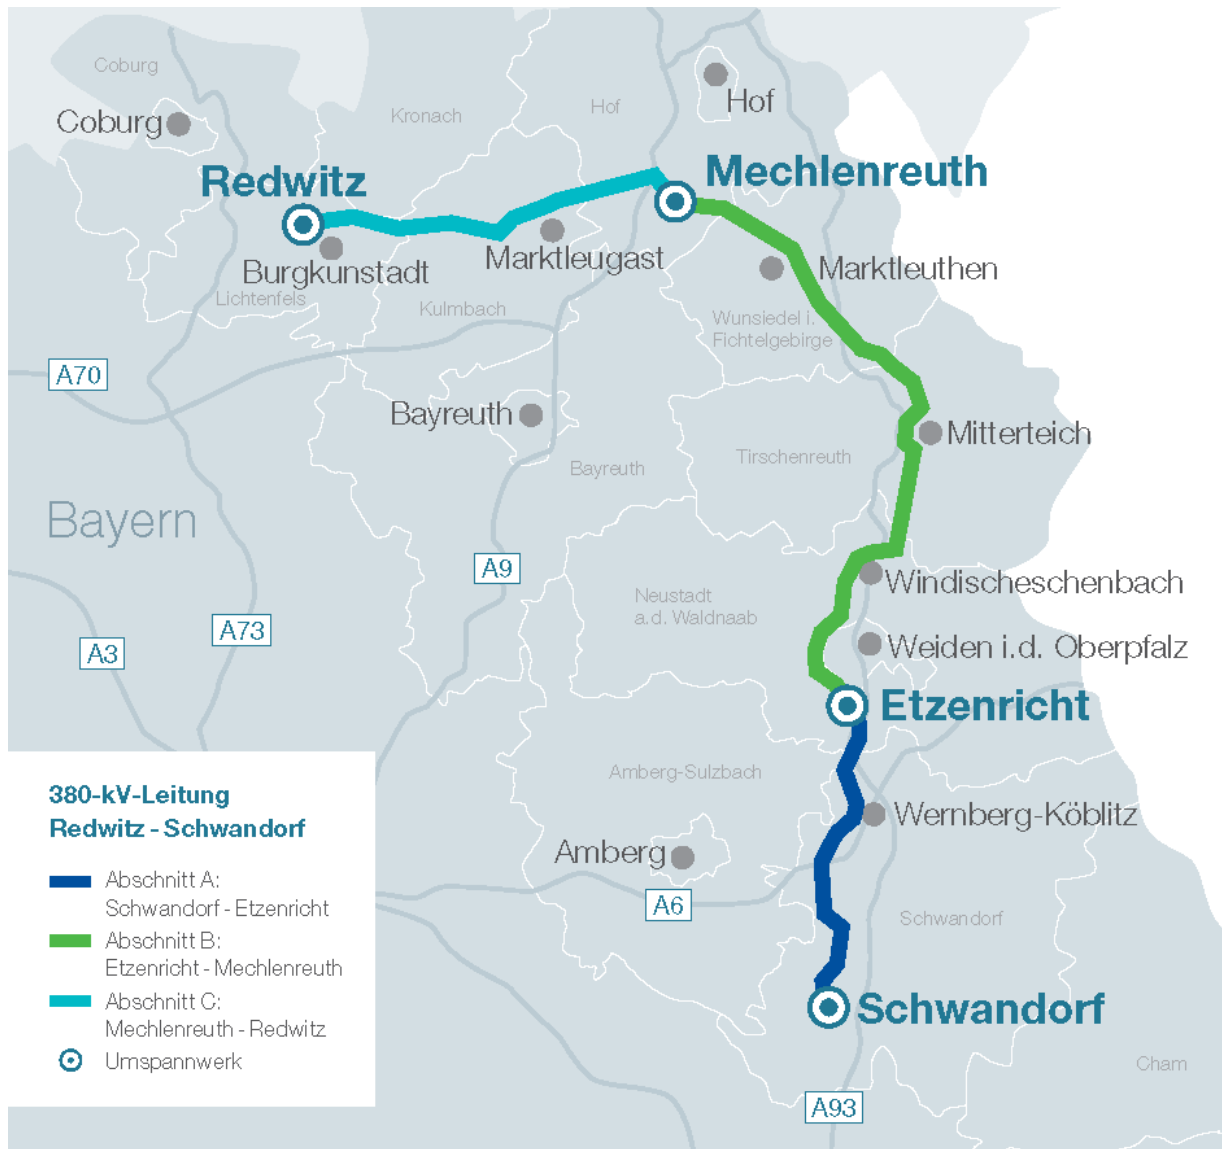 Coburg
Coburg
Kronach
Hof
Hof
Redwitz
Mechlenreuth
Burgkunstadt
Marktleugast
Marktleuthen
Lichtenfels
Kulmbach
Wunsiedel i.
Fichtelgebirge
A70
Bayreuth
Mitterteich
Bayreuth
Tirschenreuth
Bayern
A9
Windischeschenbach
Neustadt
a.d. Waldnaab
A73
A3
Weiden i.d. Oberpfalz
Etzenricht
Amberg-Sulzbach
Wernberg-Köblitz
Amberg
A6
Schwandorf
Schwandorf
Cham
A93
380-kV-Leitung
Redwitz - Schwandorf
Abschnitt A:
Schwandorf - Etzenricht
Abschnitt B:
Etzenricht - Mechlenreuth
Abschnitt C:
Mechlenreuth - Redwitz
Umspannwerk